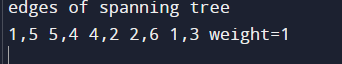 edges of spanning tree
1,5 5,4 4,2 2,6 1,3 weight=1